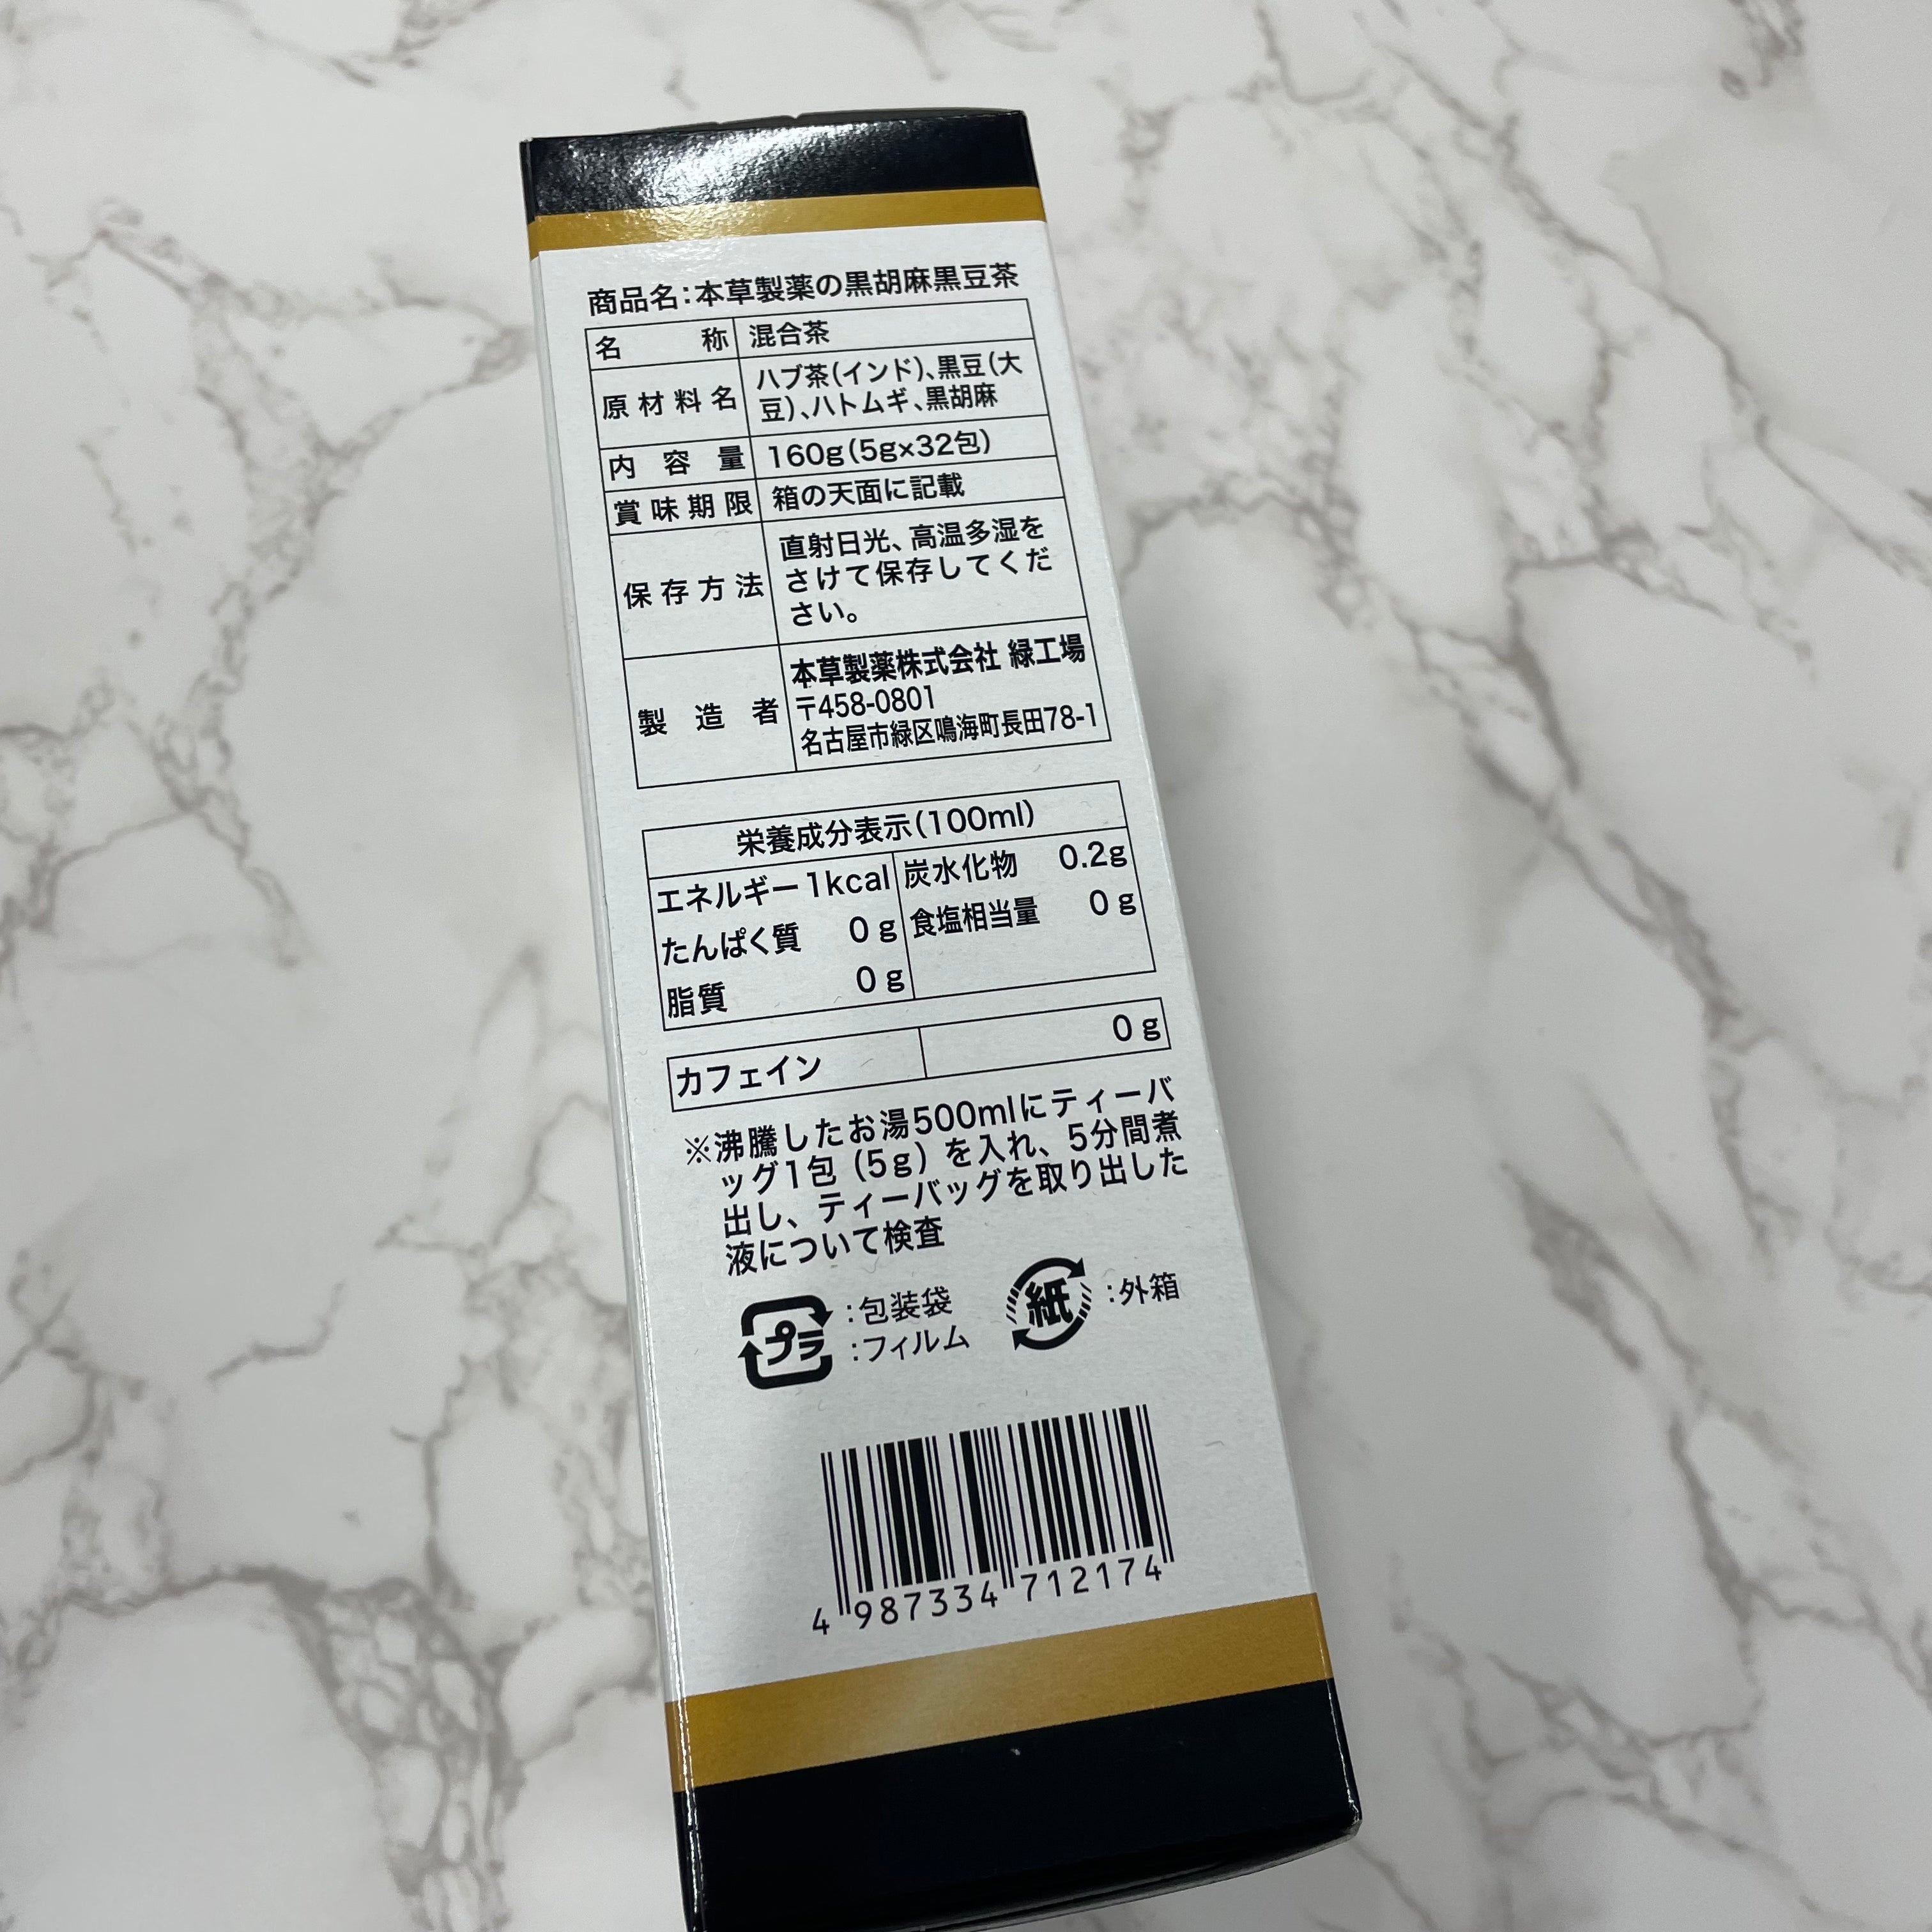 商品名：本草製薬の黒胡麻黒豆茶
名称 混合茶
原材料名 ハブ茶（インド）、黒豆（大
豆）、ハトムギ、黒胡麻
内容量 160g（5g×32包）
賞味期限 箱の天面に記載
保存方法 直射日光、高温多湿を
さけて保存してくだ
さい。
製造者 本草製薬株式会社 緑工場
〒458-0801
名古屋市緑区鳴海町長田78-1
栄養成分表示（100ml）
エネルギー 1kcal 炭水化物 0.2g
たんぱく質 0g 食塩相当量 0g
脂質 0g
カフェイン 0g
※沸騰したお湯500mlにティーバ
ッグ1包（5g）を入れ、5分間煮
出し、ティーバッグを取り出した
液について検査
プラ ：包装袋 紙 ：外箱
：フィルム
4 987334 712174